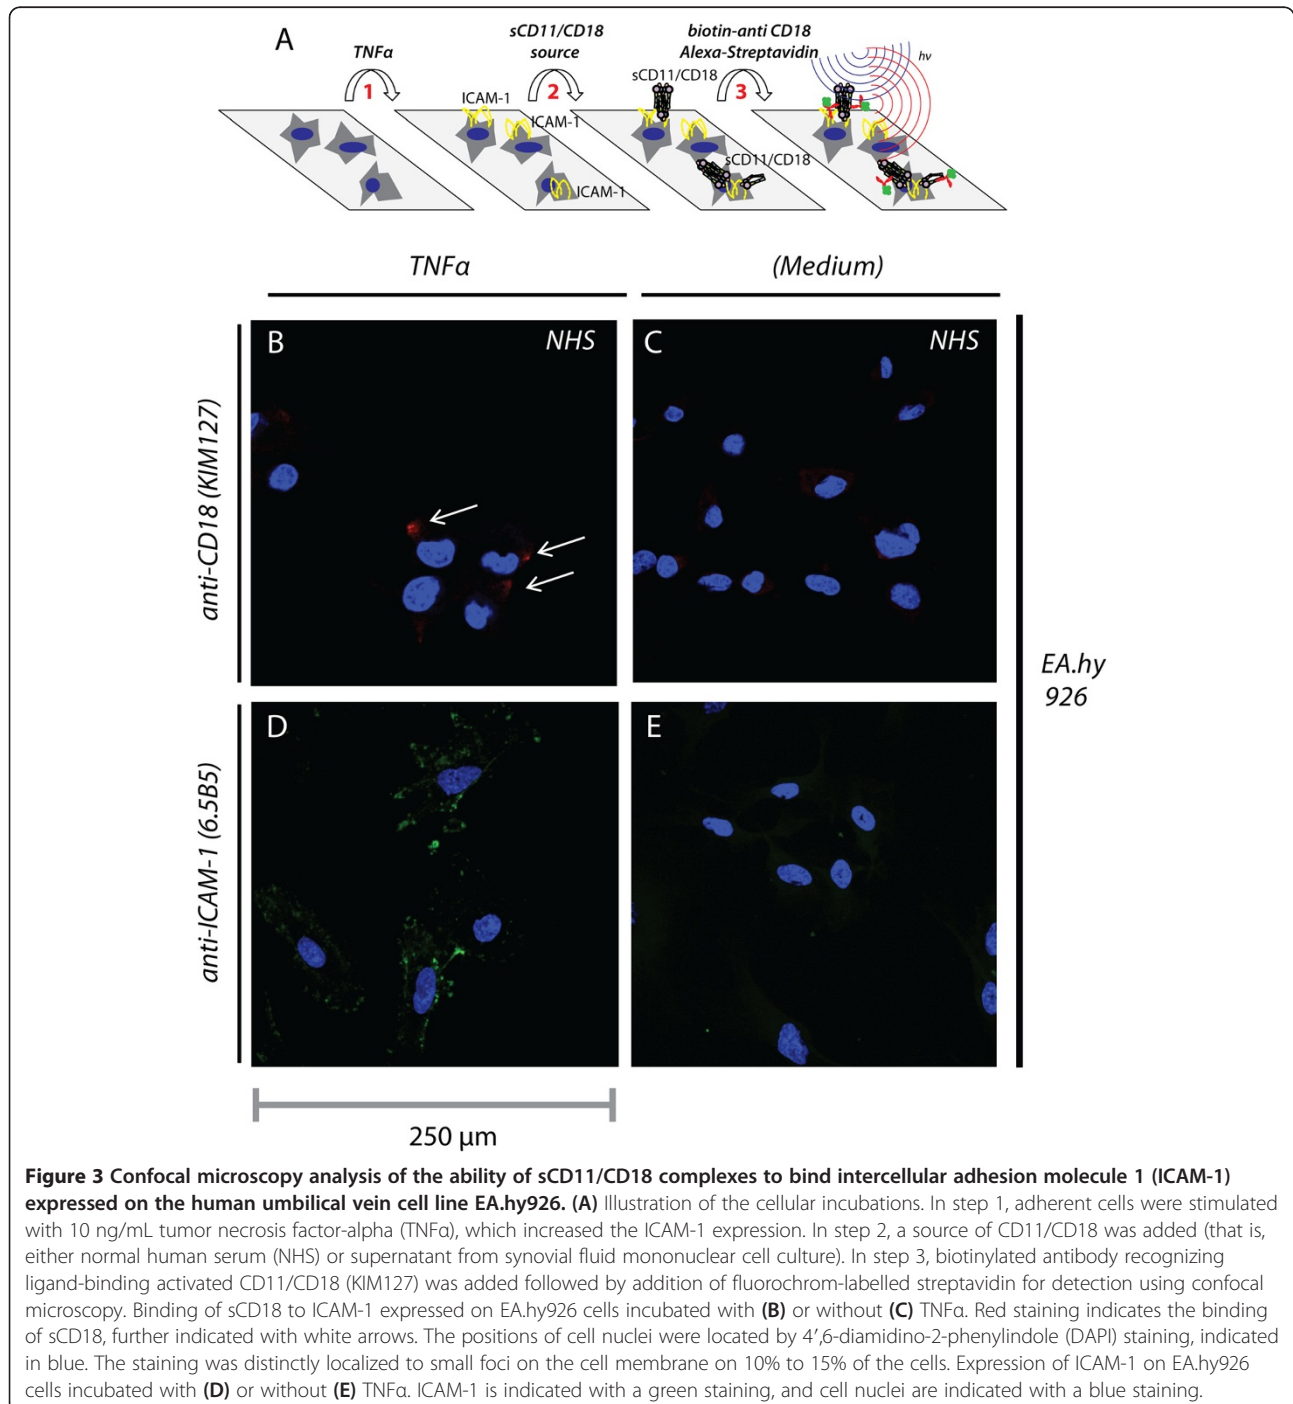 A
TNFα
sCD11/CD18
source
biotin-anti CD18
Alexa-Streptavidin
hν
1
2
3
ICAM-1
ICAM-1
ICAM-1
sCD11/CD18
sCD11/CD18
TNFα
(Medium)
B
NHS
C
NHS
anti-CD18 (KIM127)
EA.hy
926
D
E
anti-ICAM-1 (6.5B5)
250 µm
Figure 3 Confocal microscopy analysis of the ability of sCD11/CD18 complexes to bind intercellular adhesion molecule 1 (ICAM-1)
expressed on the human umbilical vein cell line EA.hy926. (A) Illustration of the cellular incubations. In step 1, adherent cells were stimulated
with 10 ng/mL tumor necrosis factor-alpha (TNFα), which increased the ICAM-1 expression. In step 2, a source of CD11/CD18 was added (that is,
either normal human serum (NHS) or supernatant from synovial fluid mononuclear cell culture). In step 3, biotinylated antibody recognizing
ligand-binding activated CD11/CD18 (KIM127) was added followed by addition of fluorochrom-labelled streptavidin for detection using confocal
microscopy. Binding of sCD18 to ICAM-1 expressed on EA.hy926 cells incubated with (B) or without (C) TNFα. Red staining indicates the binding
of sCD18, further indicated with white arrows. The positions of cell nuclei were located by 4′,6-diamidino-2-phenylindole (DAPI) staining, indicated
in blue. The staining was distinctly localized to small foci on the cell membrane on 10% to 15% of the cells. Expression of ICAM-1 on EA.hy926
cells incubated with (D) or without (E) TNFα. ICAM-1 is indicated with a green staining, and cell nuclei are indicated with a blue staining.